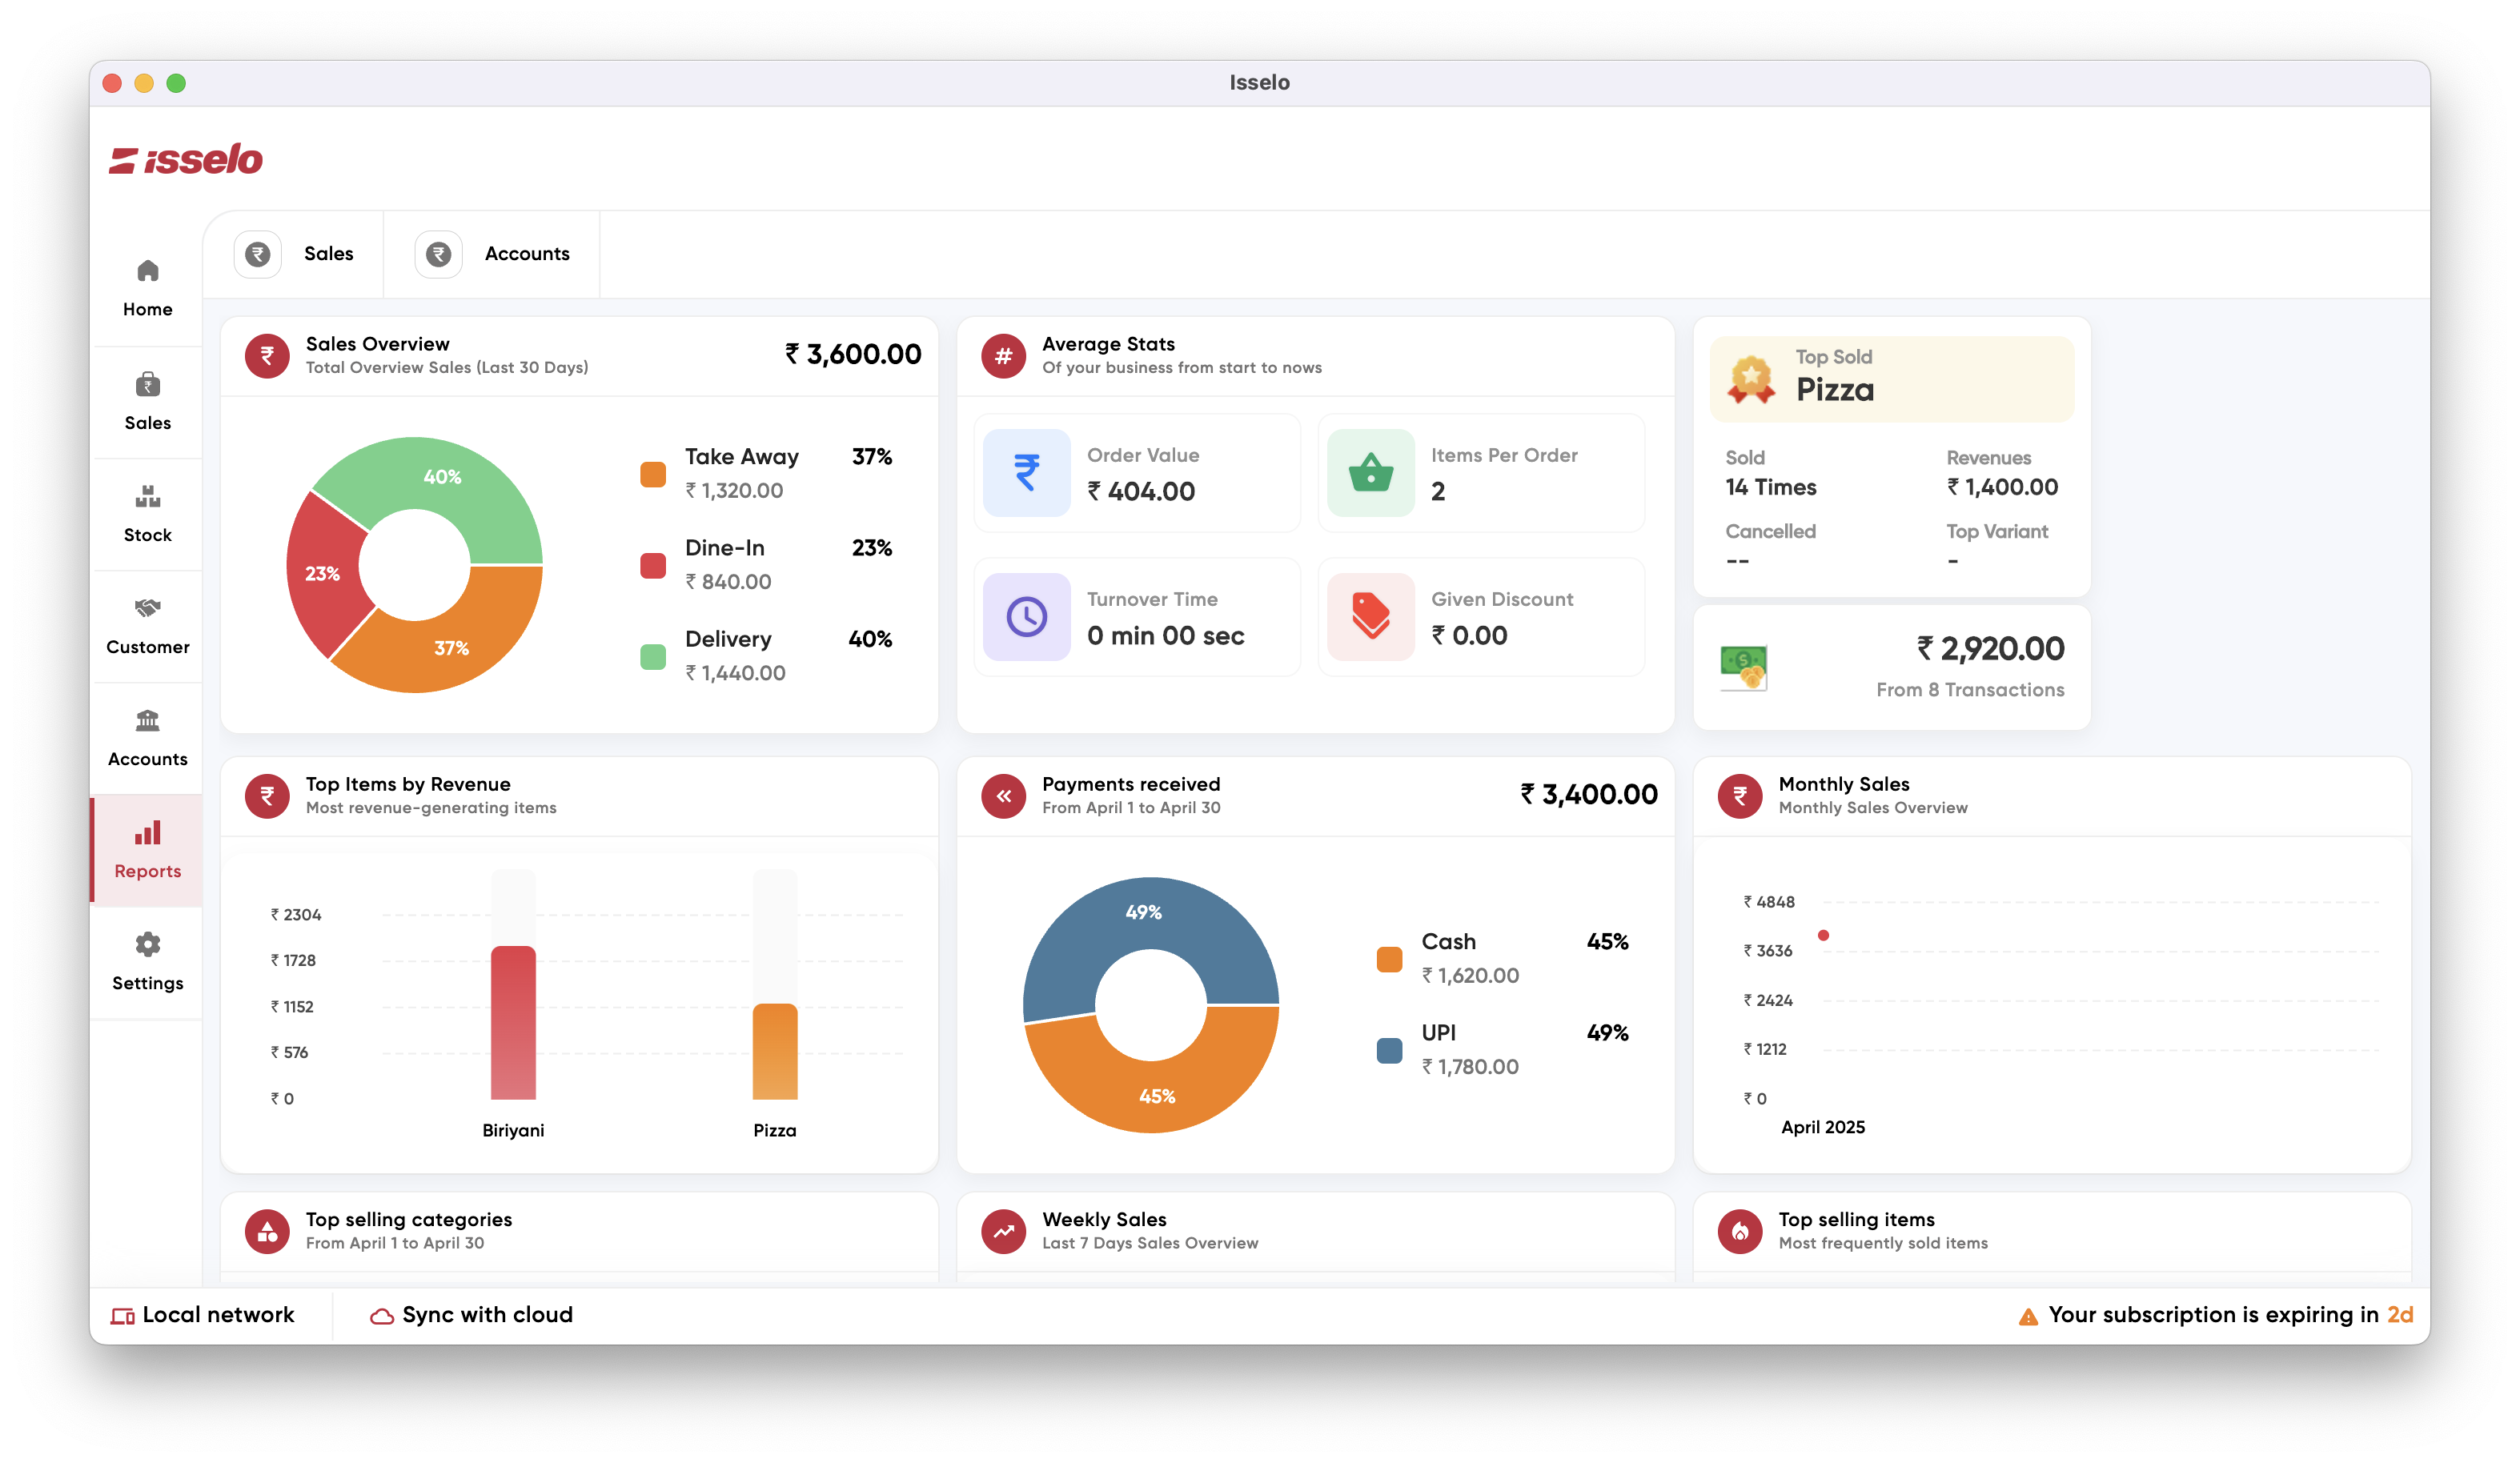 Isselo
isselo
Home
Sales
Stock
Customer
Accounts
Reports
Settings
Sales
Accounts
Sales Overview
Total Overview Sales (Last 30 Days)
₹ 3,600.00
40%
23%
37%
Take Away 37%
₹ 1,320.00
Dine-In 23%
₹ 840.00
Delivery 40%
₹ 1,440.00
Average Stats
Of your business from start to nows
Order Value
₹ 404.00
Items Per Order
2
Turnover Time
0 min 00 sec
Given Discount
₹ 0.00
Top Sold
Pizza
Sold
14 Times
Revenues
₹ 1,400.00
Cancelled
--
Top Variant
-
₹ 2,920.00
From 8 Transactions
Top Items by Revenue
Most revenue-generating items
₹ 2304
₹ 1728
₹ 1152
₹ 576
₹ 0
Biriyani
Pizza
Payments received
From April 1 to April 30
₹ 3,400.00
49%
45%
Cash 45%
₹ 1,620.00
UPI 49%
₹ 1,780.00
Monthly Sales
Monthly Sales Overview
₹ 4848
₹ 3636
₹ 2424
₹ 1212
₹ 0
April 2025
Top selling categories
From April 1 to April 30
Weekly Sales
Last 7 Days Sales Overview
Top selling items
Most frequently sold items
Local network
Sync with cloud
Your subscription is expiring in 2d